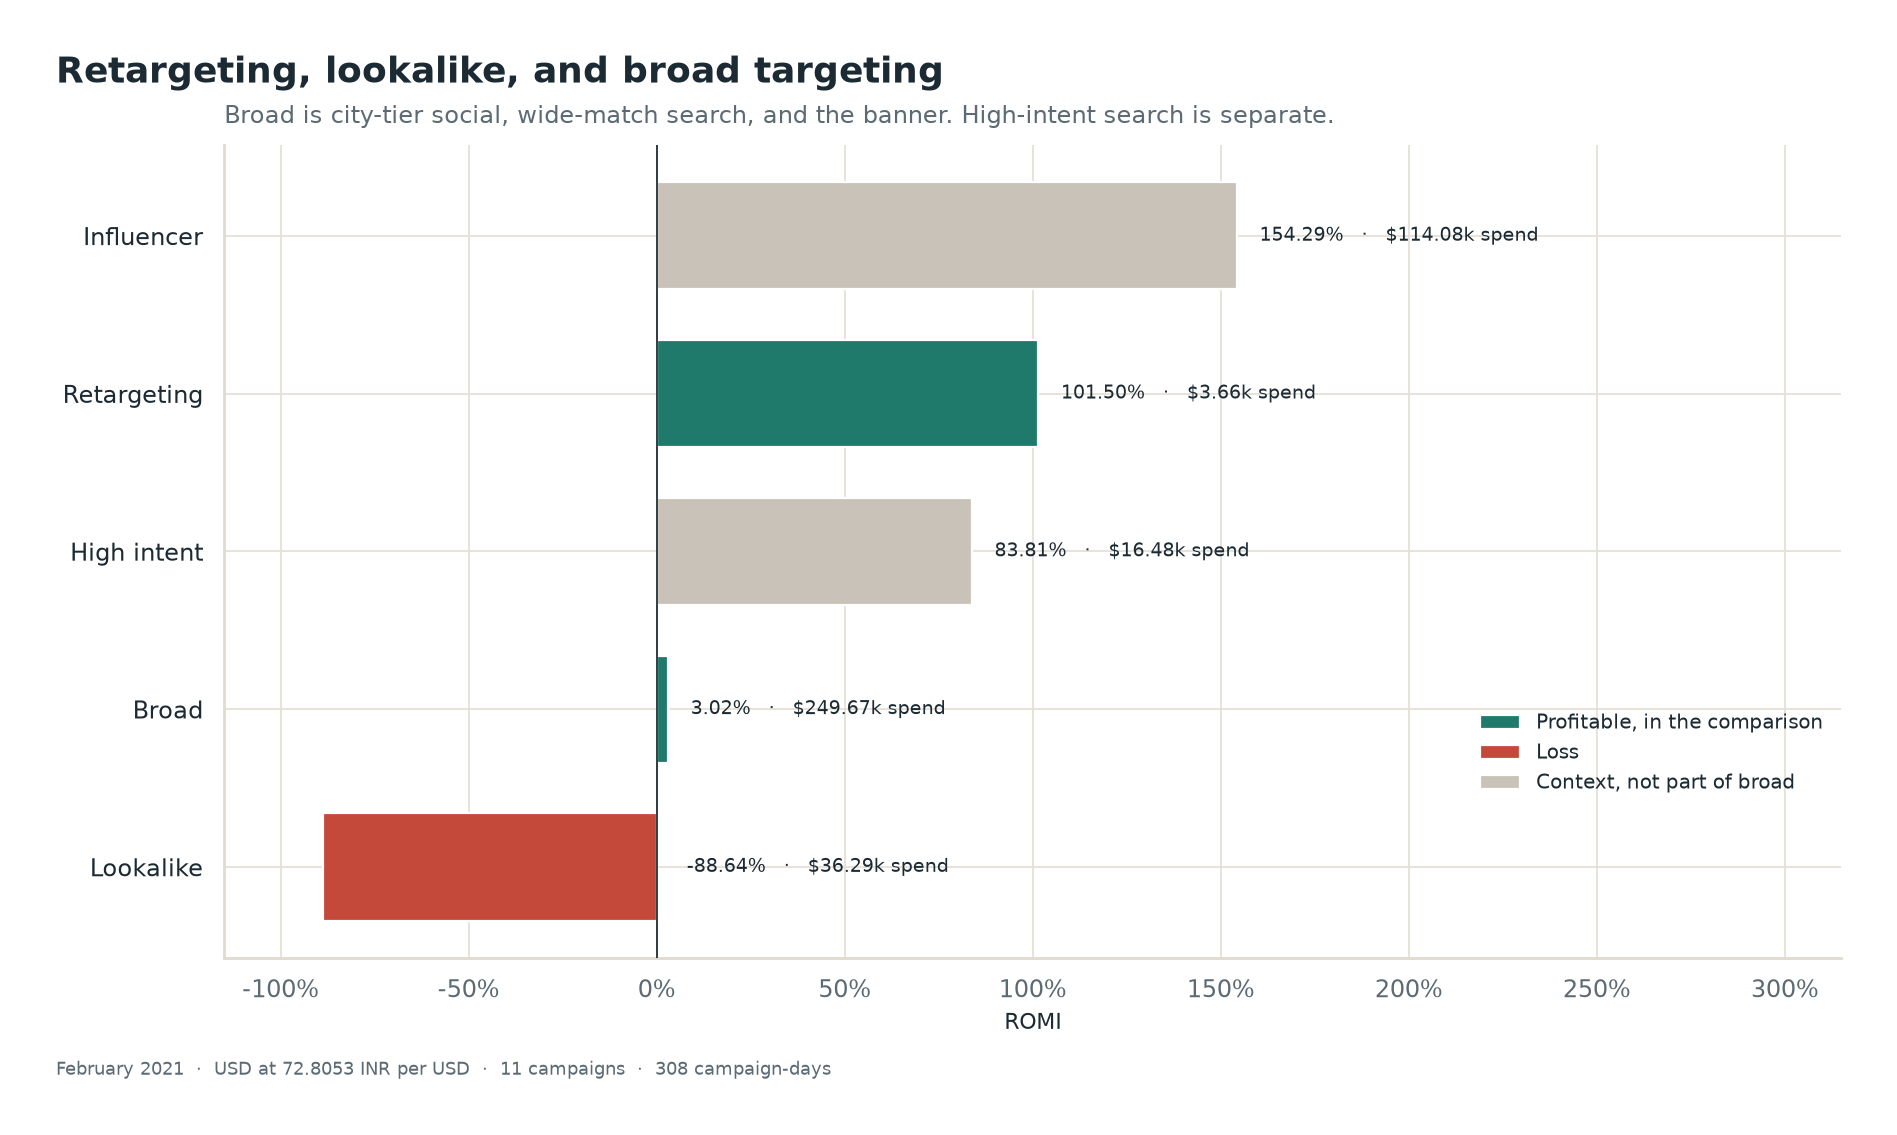 Retargeting, lookalike, and broad targeting
Broad is city-tier social, wide-match search, and the banner. High-intent search is separate.
Influencer
154.29% · $114.08k spend
Retargeting
101.50% · $3.66k spend
High intent
83.81% · $16.48k spend
Broad
3.02% · $249.67k spend
Profitable, in the comparison
Loss
Context, not part of broad
Lookalike
-88.64% · $36.29k spend
-100% -50% 0% 50% 100% 150% 200% 250% 300%
ROMI
February 2021 · USD at 72.8053 INR per USD · 11 campaigns · 308 campaign-days